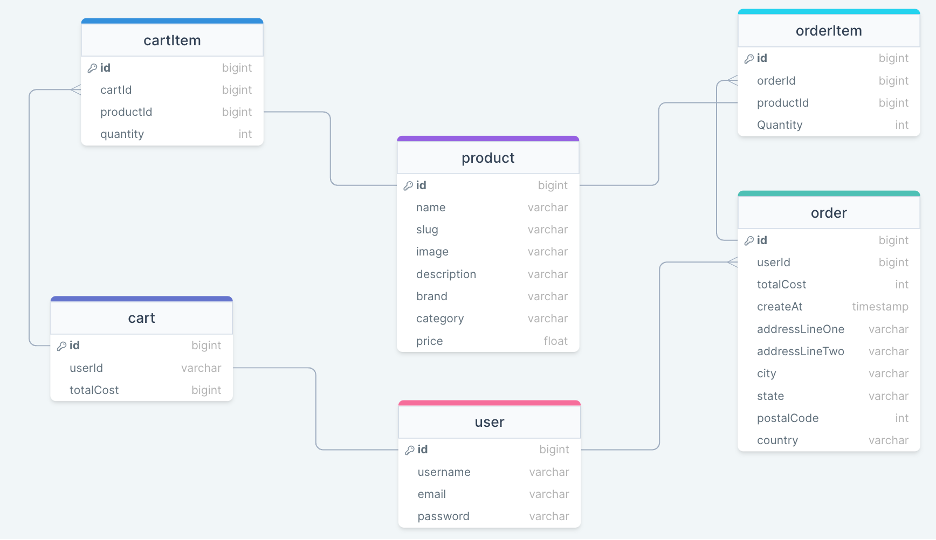 cartItem
id bigint
cartId bigint
productId bigint
quantity int
orderItem
id bigint
orderId bigint
productId bigint
Quantity int
product
id bigint
name varchar
slug varchar
image varchar
description varchar
brand varchar
category varchar
price float
order
id bigint
userId bigint
totalCost int
createAt timestamp
addressLineOne varchar
addressLineTwo varchar
city varchar
state varchar
postalCode int
country varchar
cart
id bigint
userId varchar
totalCost bigint
user
id bigint
username varchar
email varchar
password varchar